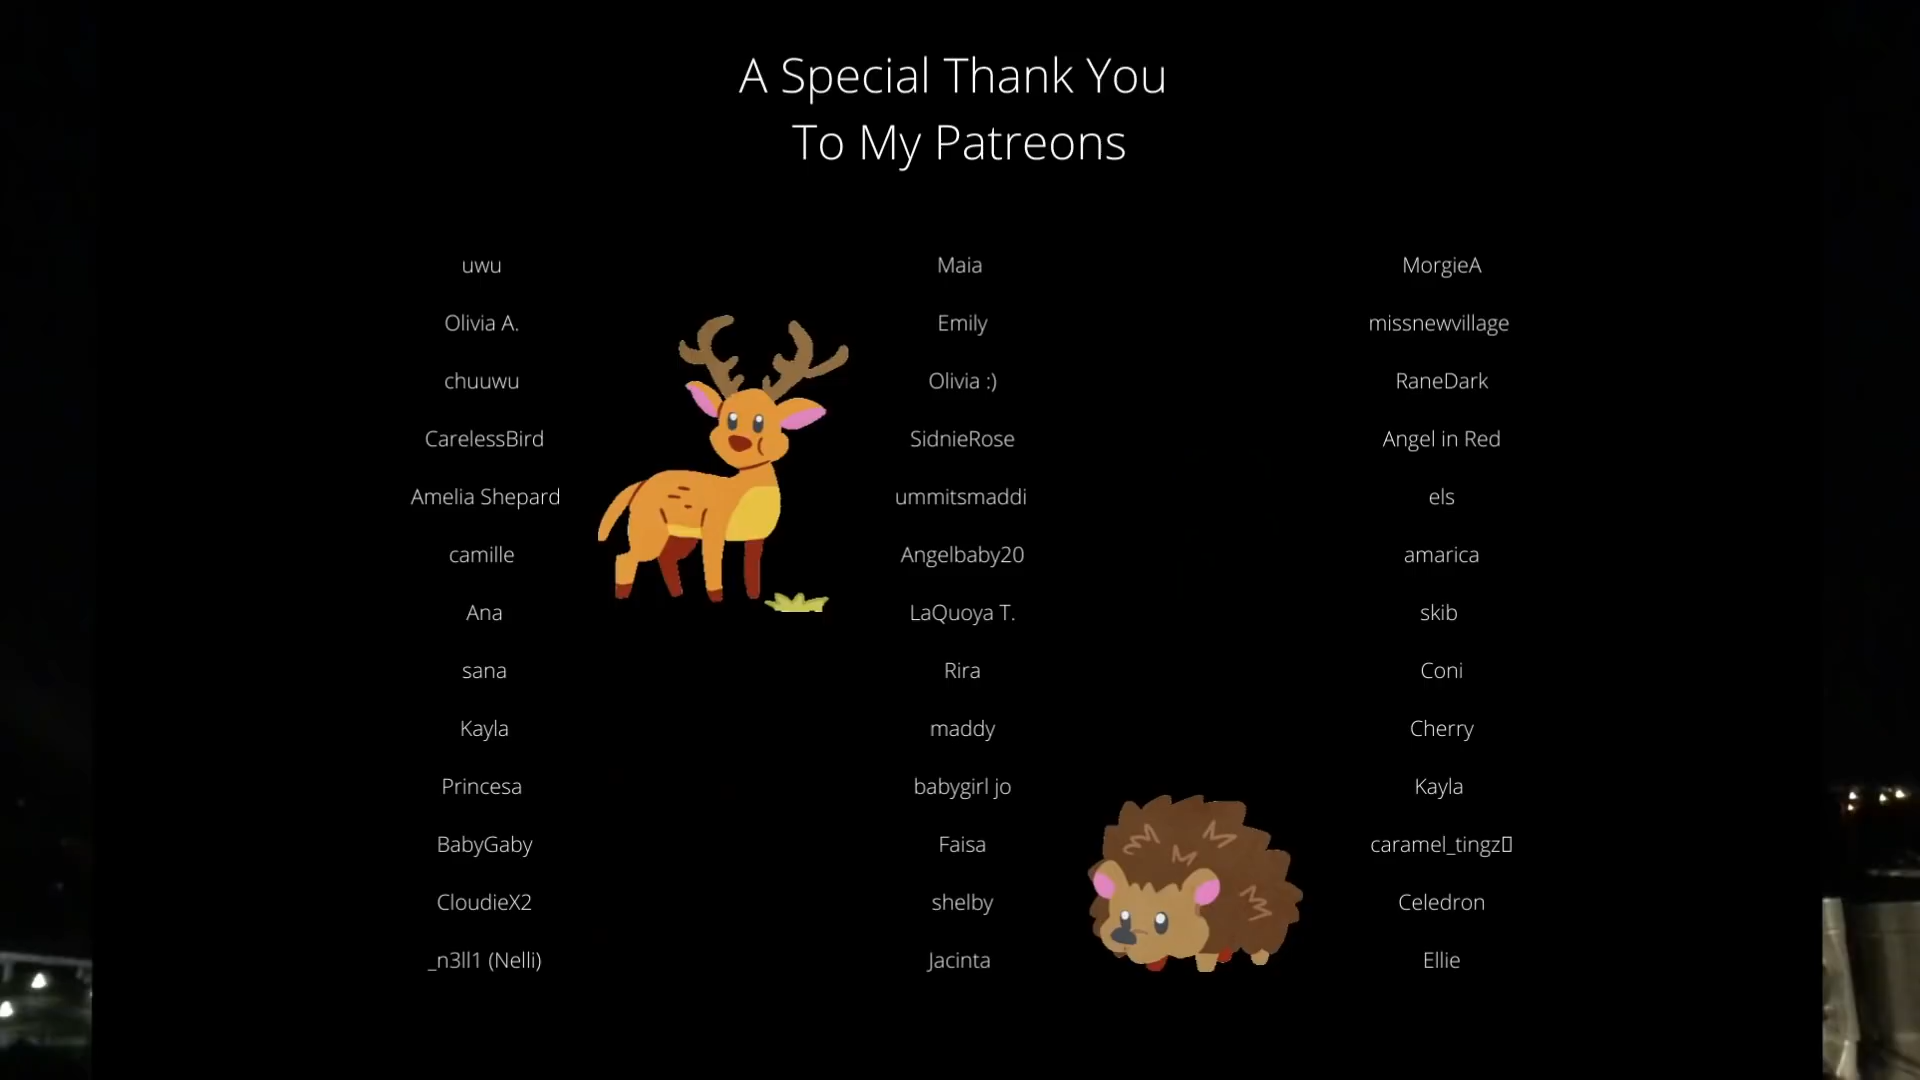 A Special Thank You
To My Patreons
uwu
Olivia A.
chuuwu
CarelessBird
Amelia Shepard
camille
Ana
sana
Kayla
Princesa
BabyGaby
CloudieX2
_n3ll1 (Nelli)
Maia
Emily
Olivia :)
SidnieRose
ummitsmaddi
Angelbaby20
LaQuoya T.
Rira
maddy
babygirl jo
Faisa
shelby
Jacinta
MorgieA
missnewvillage
RaneDark
Angel in Red
els
amarica
skib
Coni
Cherry
Kayla
caramel_tingz▯
Celedron
Ellie